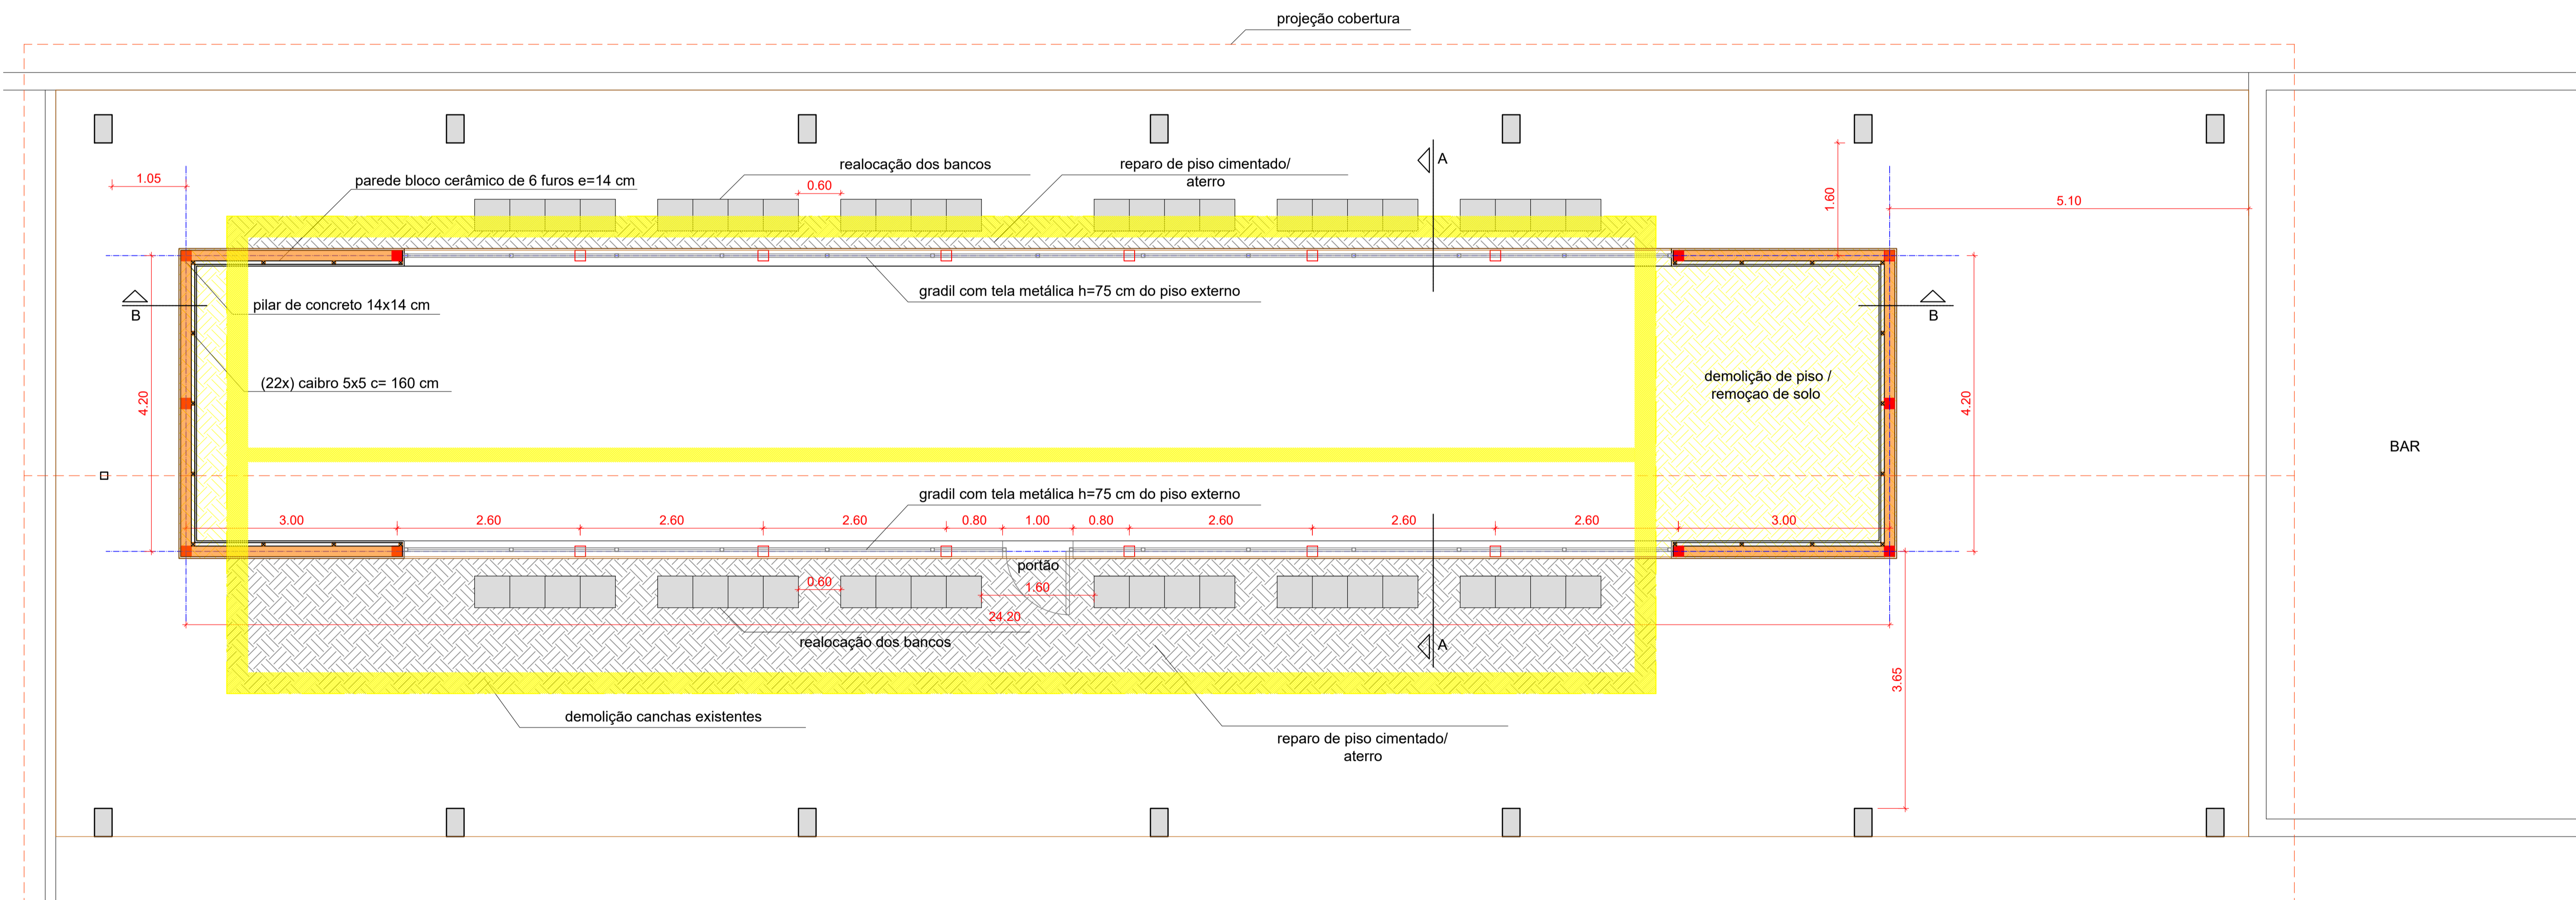 projeção cobertura
realocação dos bancos
reparo de piso cimentado/
aterro
A
1.05
parede bloco cerâmico de 6 furos e=14 cm
0.60
1.60
5.10
gradil com tela metálica h=75 cm do piso externo
pilar de concreto 14x14 cm
B
B
(22x) caibro 5x5 c= 160 cm
4.20
demolição de piso /
remoçao de solo
4.20
BAR
gradil com tela metálica h=75 cm do piso externo
3.00
2.60
2.60
2.60
0.80
1.00
0.80
2.60
2.60
2.60
3.00
portão
0.60
1.60
24.20
realocação dos bancos
A
3.65
demolição canchas existentes
reparo de piso cimentado/
aterro